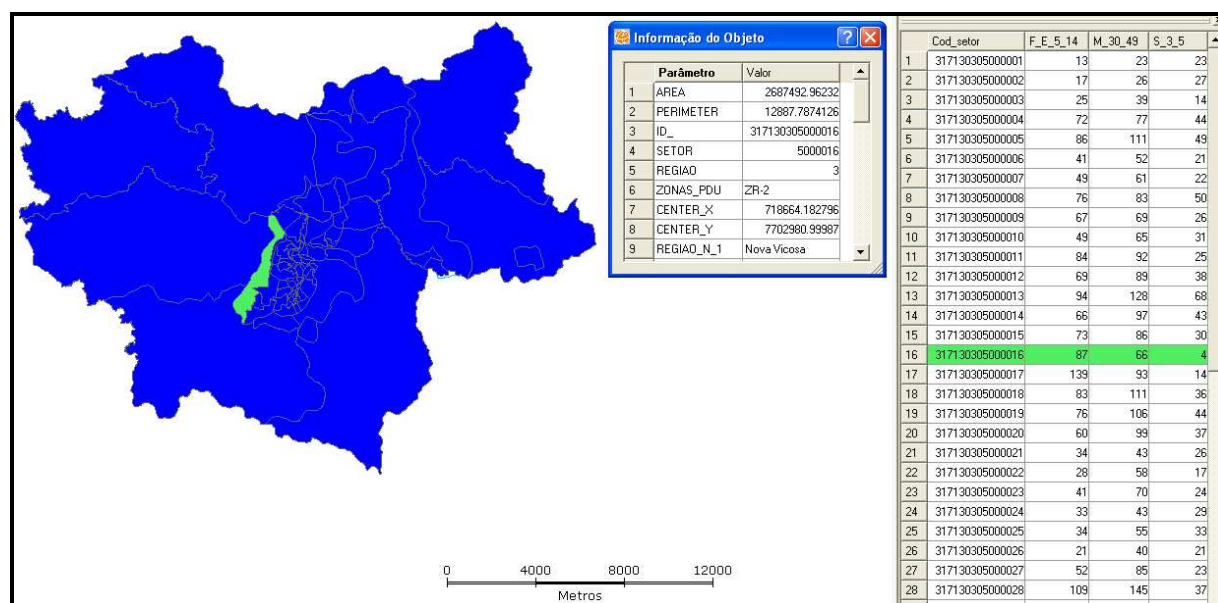 Informação do Objeto
Parâmetro Valor
1 AREA 2687492.96232
2 PERIMETER 12887.7874126
3 ID_ 317130305000016
4 SETOR 5000016
5 REGIAO 3
6 ZONAS_PDU ZR-2
7 CENTER_X 718664.182796
8 CENTER_Y 7702980.99987
9 REGIAO_N_1 Nova Vicosa
0 4000 8000 12000
Metros
Cod_setor F_E_5_14 M_30_49 S_3_5
1 317130305000001 13 23 23
2 317130305000002 17 26 27
3 317130305000003 25 39 14
4 317130305000004 72 77 44
5 317130305000005 86 111 49
6 317130305000006 41 52 21
7 317130305000007 49 61 22
8 317130305000008 76 83 50
9 317130305000009 67 69 26
10 317130305000010 49 65 31
11 317130305000011 84 92 25
12 317130305000012 69 89 38
13 317130305000013 94 128 68
14 317130305000014 66 97 43
15 317130305000015 73 86 30
16 317130305000016 87 66 4
17 317130305000017 139 93 14
18 317130305000018 83 111 36
19 317130305000019 76 106 44
20 317130305000020 60 99 37
21 317130305000021 34 43 26
22 317130305000022 28 58 17
23 317130305000023 41 70 24
24 317130305000024 33 43 29
25 317130305000025 34 55 33
26 317130305000026 21 40 21
27 317130305000027 52 85 23
28 317130305000028 109 145 37